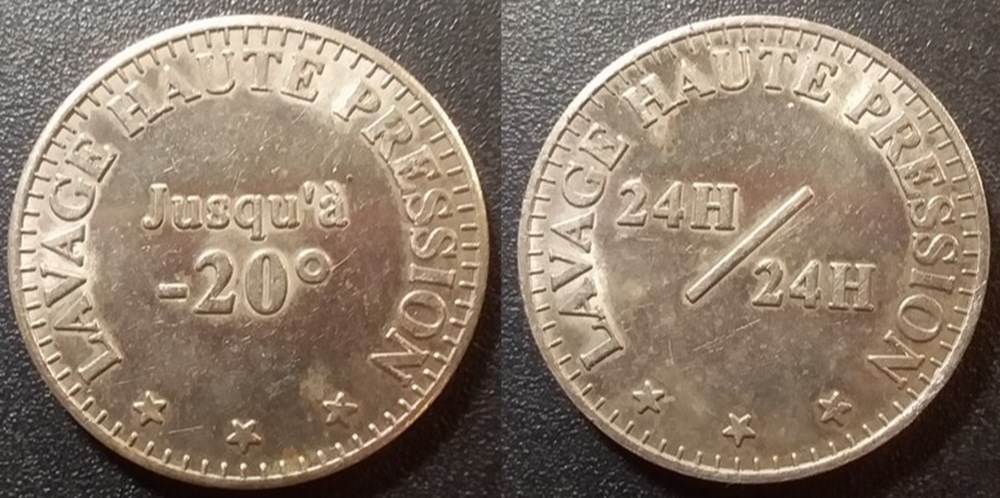 LAVAGE HAUTE PRESSION
Jusqu'à
-20°
LAVAGE HAUTE PRESSION
24H
/
24H